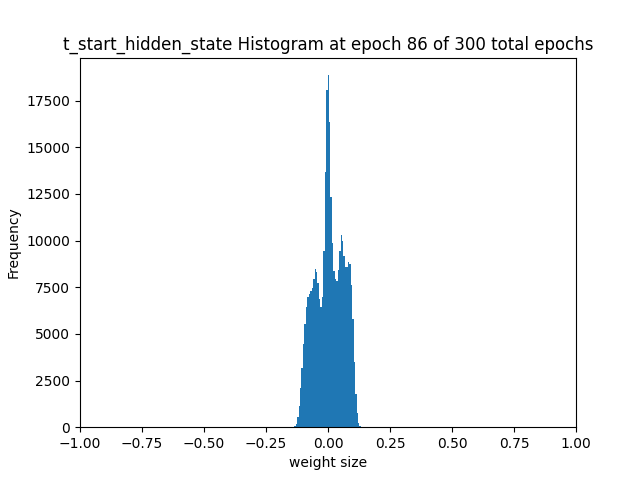 t_start_hidden_state Histogram at epoch 86 of 300 total epochs
17500
15000
12500
10000
7500
5000
2500
0
Frequency
−1.00 −0.75 −0.50 −0.25 0.00 0.25 0.50 0.75 1.00
weight size